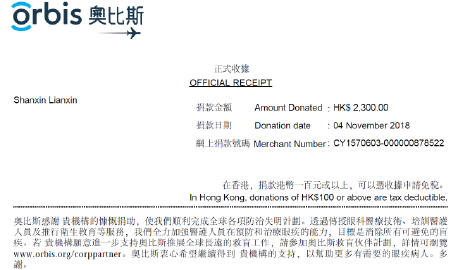 orbis 奧比斯
正式收據
OFFICIAL RECEIPT
Shanxin Lianxin
捐款金額 Amount Donated : HK$ 2,300.00
捐款日期 Donation date : 04 November 2018
網上捐款號碼 Merchant Number : CY1570603-000000878522
在香港，捐款港幣一百元或以上，可以憑收據申請免稅。
In Hong Kong, donations of HK$100 or above are tax deductible.
奧比斯感謝 貴機構的慷慨捐助，使我們順利完成全球各項防治失明計劃。透過傳授眼科醫療技術、培訓醫護
人員及推行衛生教育等服務，我們全力加強醫護人員在預防和治療眼疾的能力，目標是消除所有可避免的盲
疾。若 貴機構願意進一步支持奧比斯推展全球長遠的救盲工作，請參加奧比斯救盲伙伴計劃，詳情可瀏覽
www.orbis.org/corppartner。奧比斯衷心希望繼續得到 貴機構的支持，以幫助更多有需要的眼疾病人。多
謝。